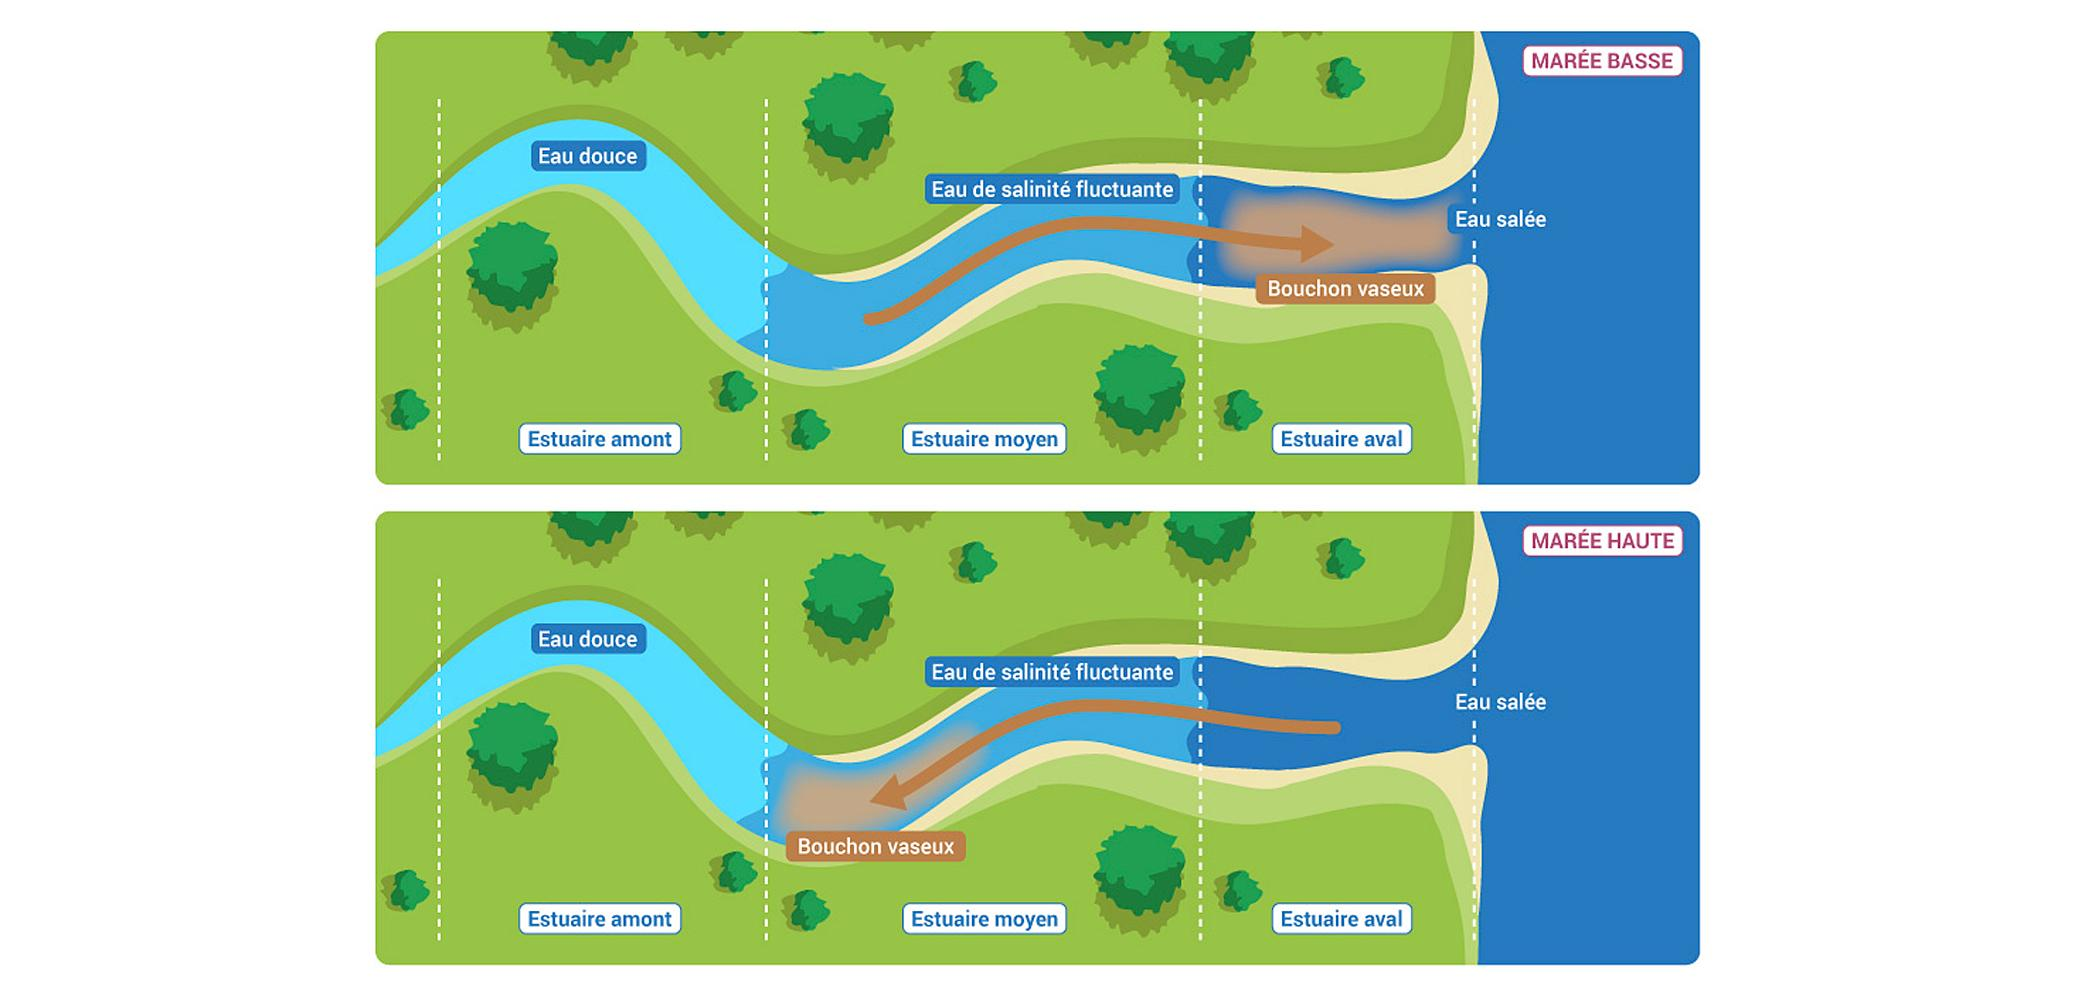 MARÉE BASSE
Eau douce
Eau de salinité fluctuante
Eau salée
Bouchon vaseux
Estuaire amont
Estuaire moyen
Estuaire aval
MARÉE HAUTE
Eau douce
Eau de salinité fluctuante
Eau salée
Bouchon vaseux
Estuaire amont
Estuaire moyen
Estuaire aval